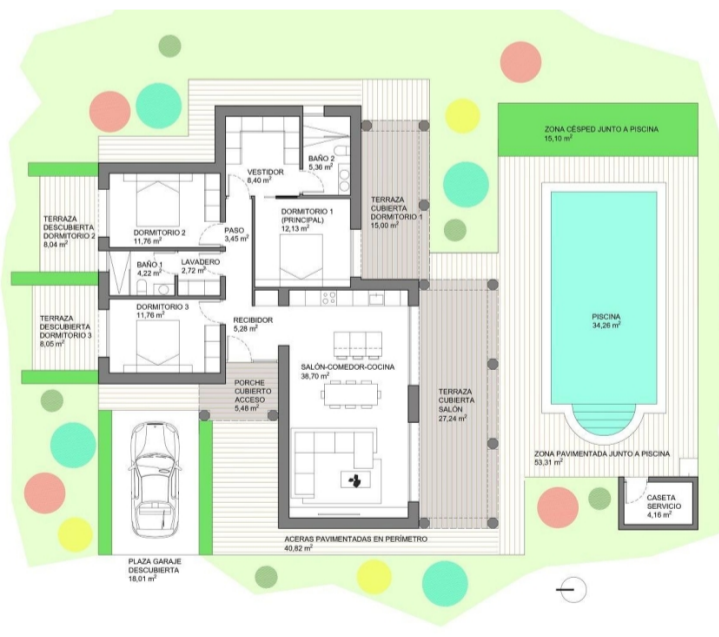 ZONA CÉSPED JUNTO A PISCINA
15,10 m²
BAÑO 2
5,36 m²
VESTIDOR
8,40 m²
TERRAZA
CUBIERTA
DORMITORIO 1
15,00 m²
DORMITORIO 1
(PRINCIPAL)
12,13 m²
TERRAZA
DESCUBIERTA
DORMITORIO 2
8,04 m²
DORMITORIO 2
11,76 m²
PASO
3,45 m²
BAÑO 1
4,22 m²
LAVADERO
2,72 m²
DORMITORIO 3
11,76 m²
TERRAZA
DESCUBIERTA
DORMITORIO 3
8,05 m²
RECIBIDOR
5,28 m²
PISCINA
34,26 m²
SALÓN-COMEDOR-COCINA
38,70 m²
PORCHE
CUBIERTO
ACCESO
5,48 m²
TERRAZA
CUBIERTA
SALÓN
27,24 m²
ZONA PAVIMENTADA JUNTO A PISCINA
53,31 m²
CASETA
SERVICIO
4,16 m²
ACERAS PAVIMENTADAS EN PERÍMETRO
40,82 m²
PLAZA GARAJE
DESCUBIERTA
18,01 m²